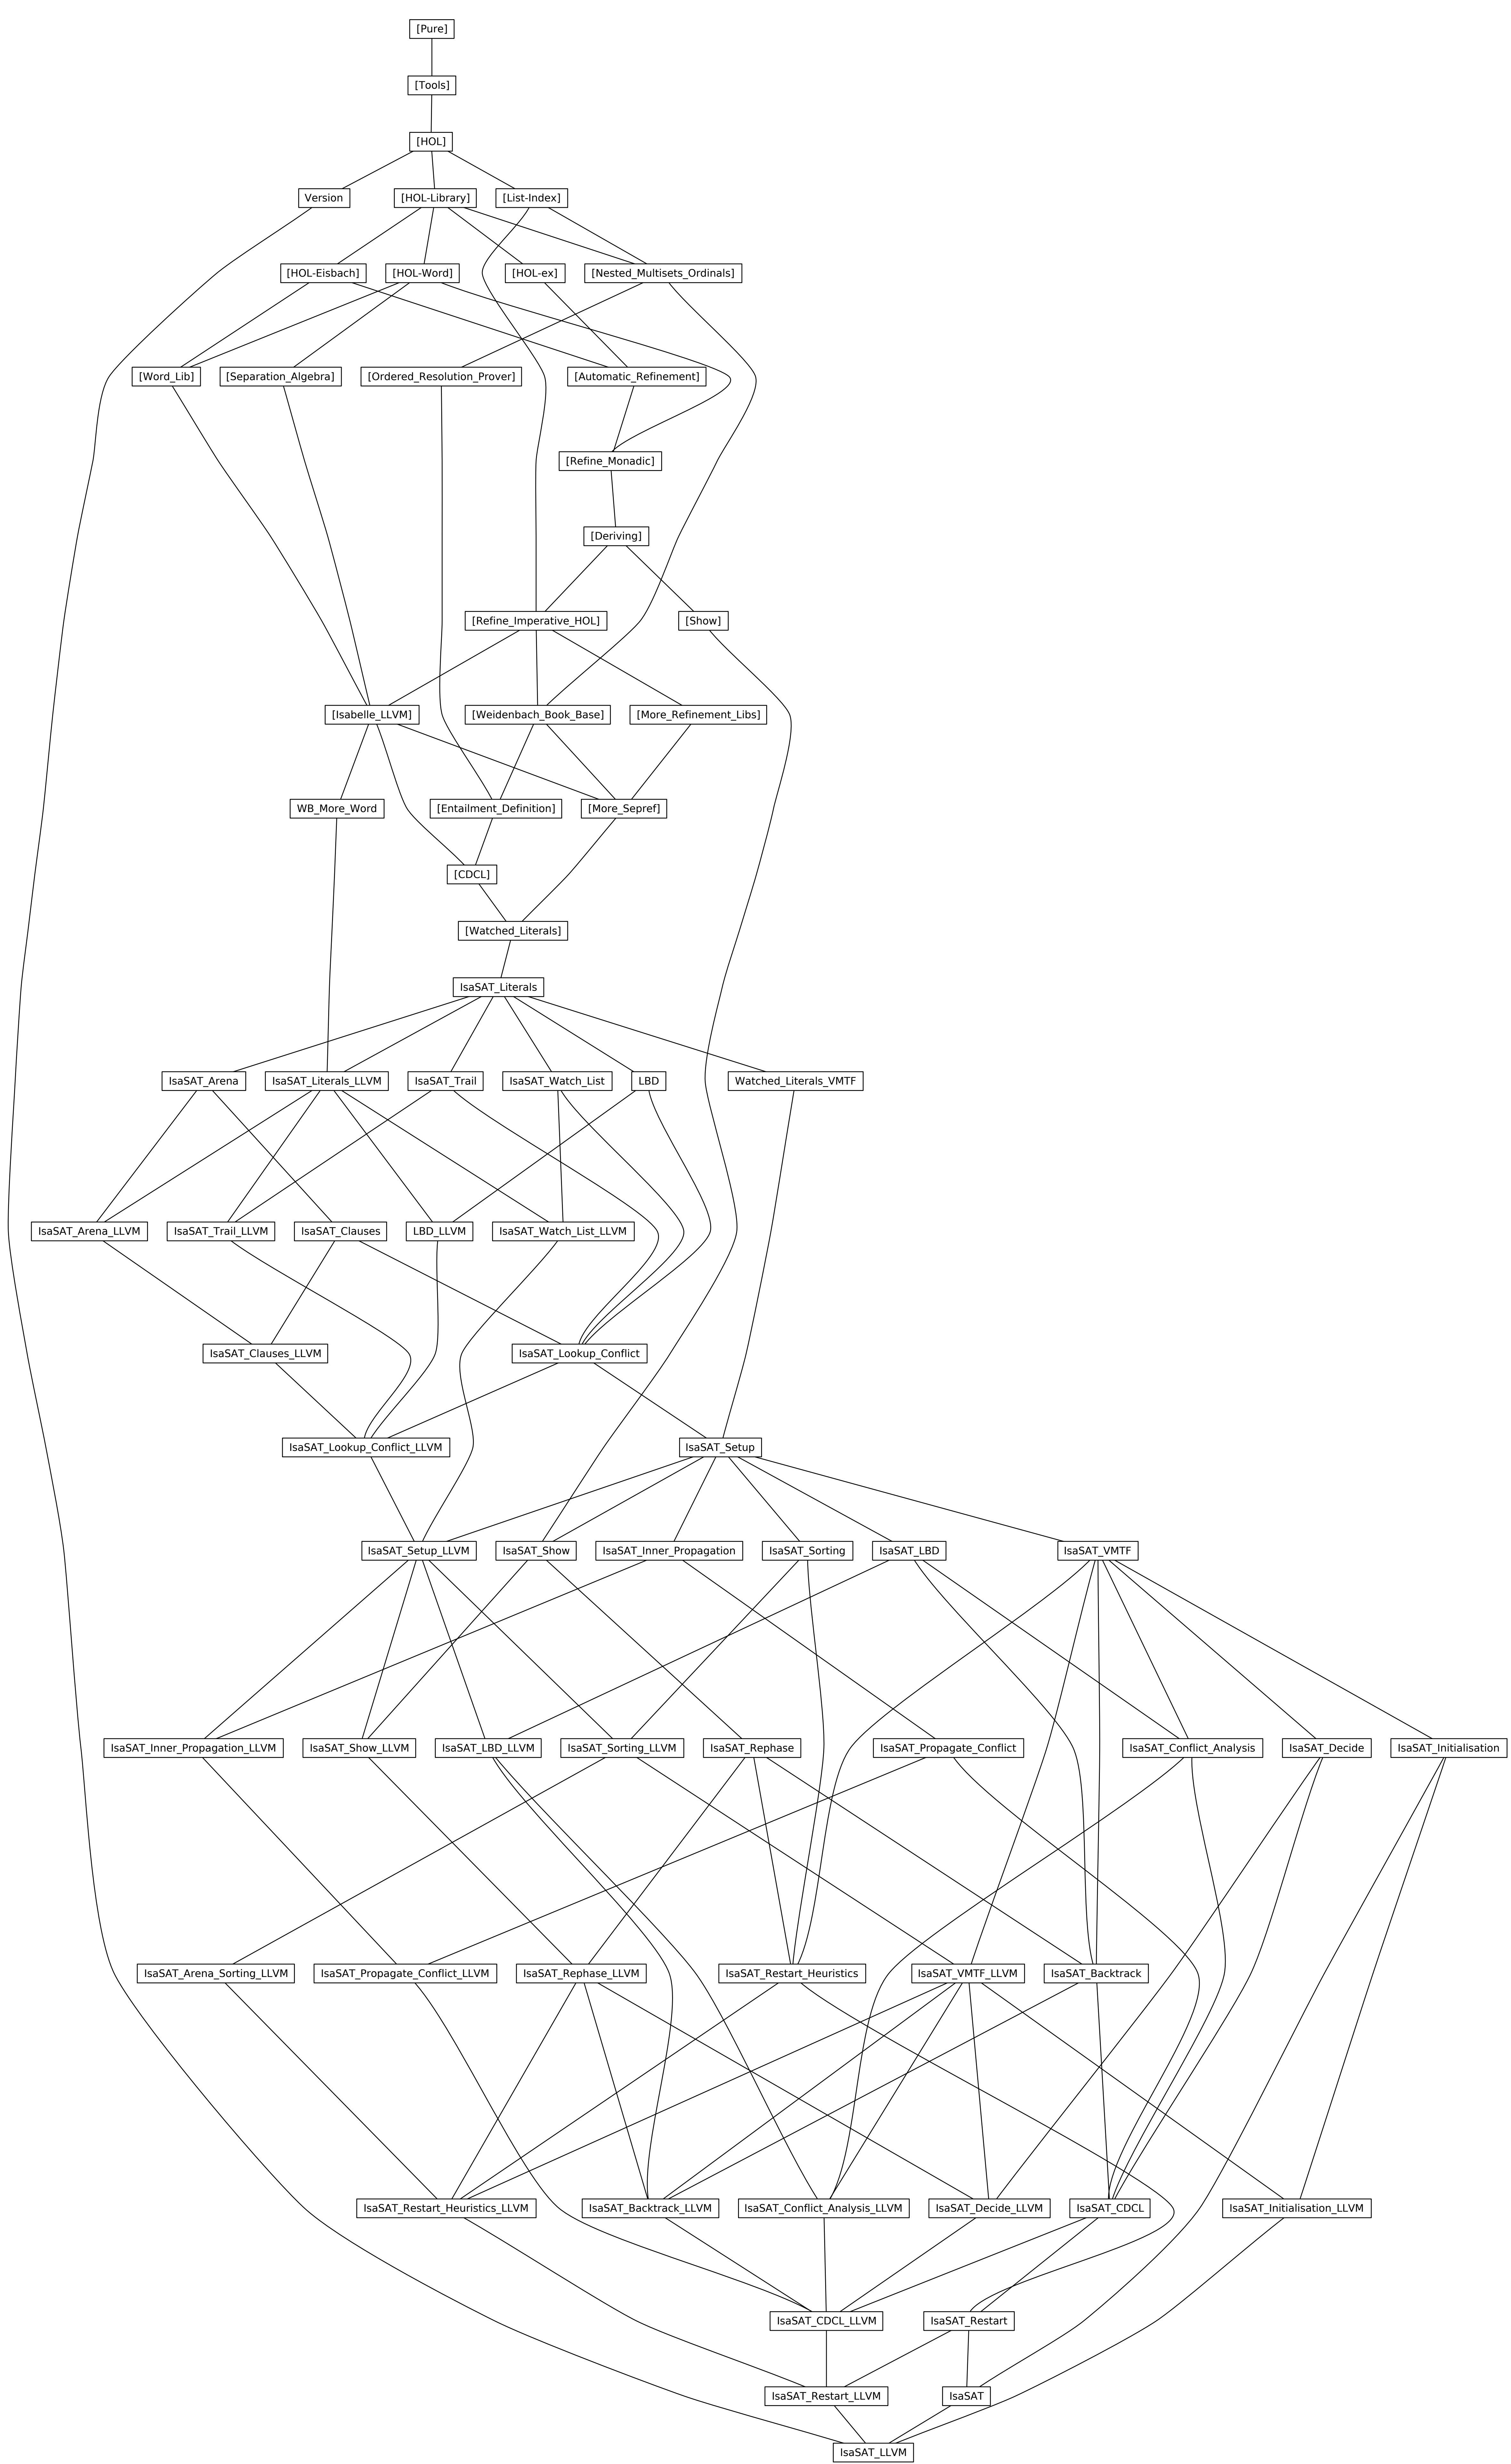 [Pure]
[Tools]
[HOL]
Version
[HOL-Library]
[List-Index]
[HOL-Eisbach]
[HOL-Word]
[HOL-ex]
[Nested_Multisets_Ordinals]
[Word_Lib]
[Separation_Algebra]
[Ordered_Resolution_Prover]
[Automatic_Refinement]
[Refine_Monadic]
[Deriving]
[Refine_Imperative_HOL]
[Show]
[Isabelle_LLVM]
[Weidenbach_Book_Base]
[More_Refinement_Libs]
WB_More_Word
[Entailment_Definition]
[More_Sepref]
[CDCL]
[Watched_Literals]
IsaSAT_Literals
IsaSAT_Arena
IsaSAT_Literals_LLVM
IsaSAT_Trail
IsaSAT_Watch_List
LBD
Watched_Literals_VMTF
IsaSAT_Arena_LLVM
IsaSAT_Trail_LLVM
IsaSAT_Clauses
LBD_LLVM
IsaSAT_Watch_List_LLVM
IsaSAT_Clauses_LLVM
IsaSAT_Lookup_Conflict
IsaSAT_Lookup_Conflict_LLVM
IsaSAT_Setup
IsaSAT_Setup_LLVM
IsaSAT_Show
IsaSAT_Inner_Propagation
IsaSAT_Sorting
IsaSAT_LBD
IsaSAT_VMTF
IsaSAT_Inner_Propagation_LLVM
IsaSAT_Show_LLVM
IsaSAT_LBD_LLVM
IsaSAT_Sorting_LLVM
IsaSAT_Rephase
IsaSAT_Propagate_Conflict
IsaSAT_Conflict_Analysis
IsaSAT_Decide
IsaSAT_Initialisation
IsaSAT_Arena_Sorting_LLVM
IsaSAT_Propagate_Conflict_LLVM
IsaSAT_Rephase_LLVM
IsaSAT_Restart_Heuristics
IsaSAT_VMTF_LLVM
IsaSAT_Backtrack
IsaSAT_Restart_Heuristics_LLVM
IsaSAT_Backtrack_LLVM
IsaSAT_Conflict_Analysis_LLVM
IsaSAT_Decide_LLVM
IsaSAT_CDCL
IsaSAT_Initialisation_LLVM
IsaSAT_CDCL_LLVM
IsaSAT_Restart
IsaSAT_Restart_LLVM
IsaSAT
IsaSAT_LLVM